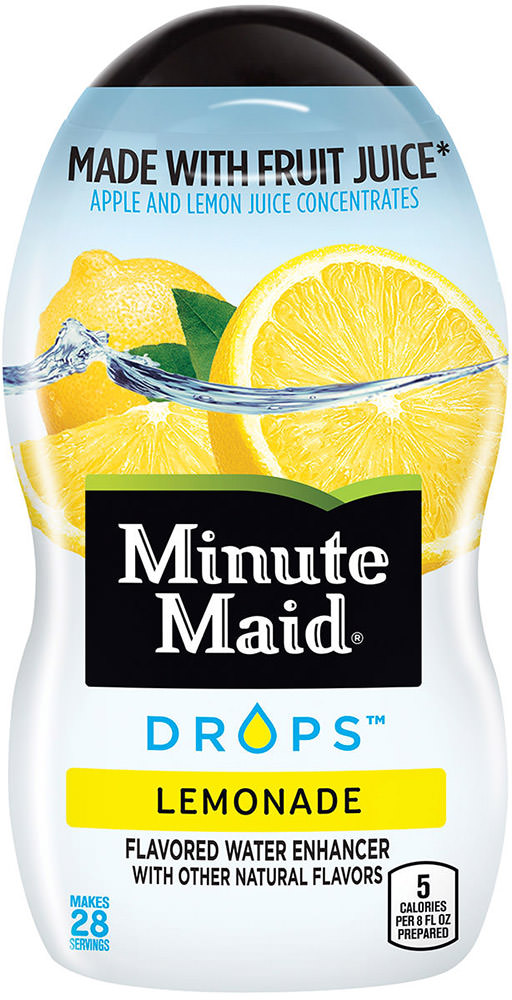 MADE WITH FRUIT JUICE*
APPLE AND LEMON JUICE CONCENTRATES
Minute
Maid®
DROPS™
LEMONADE
FLAVORED WATER ENHANCER
WITH OTHER NATURAL FLAVORS
MAKES
28
SERVINGS
5
CALORIES
PER 8 FL OZ
PREPARED